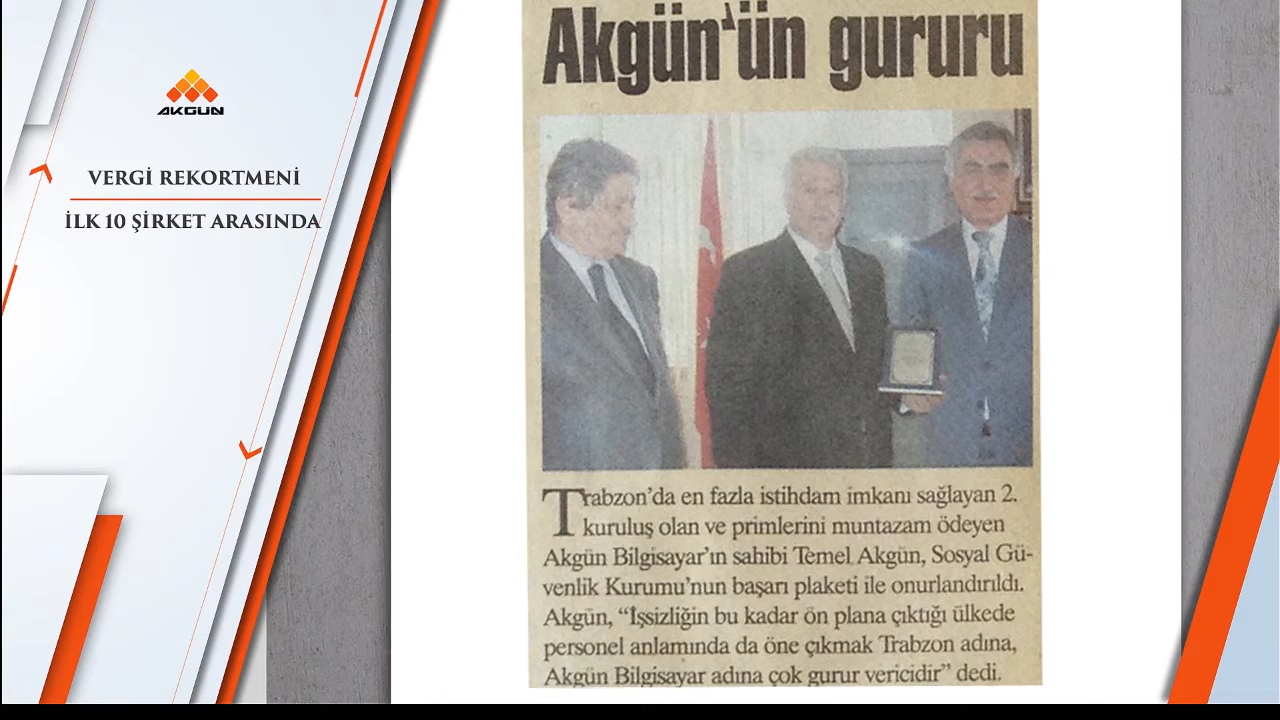 AKGUN
VERGİ REKORTMENİ
İLK 10 ŞİRKET ARASINDA
Akgün'ün gururu
Trabzon'da en fazla istihdam imkanı sağlayan 2.
kuruluş olan ve primlerini muntazam ödeyen
Akgün Bilgisayar'ın sahibi Temel Akgün, Sosyal Gü-
venlik Kurumu'nun başarı plaketi ile onurlandırıldı.
Akgün, “İşsizliğin bu kadar ön plana çıktığı ülkede
personel anlamında da öne çıkmak Trabzon adına,
Akgün Bilgisayar adına çok gurur vericidir” dedi.